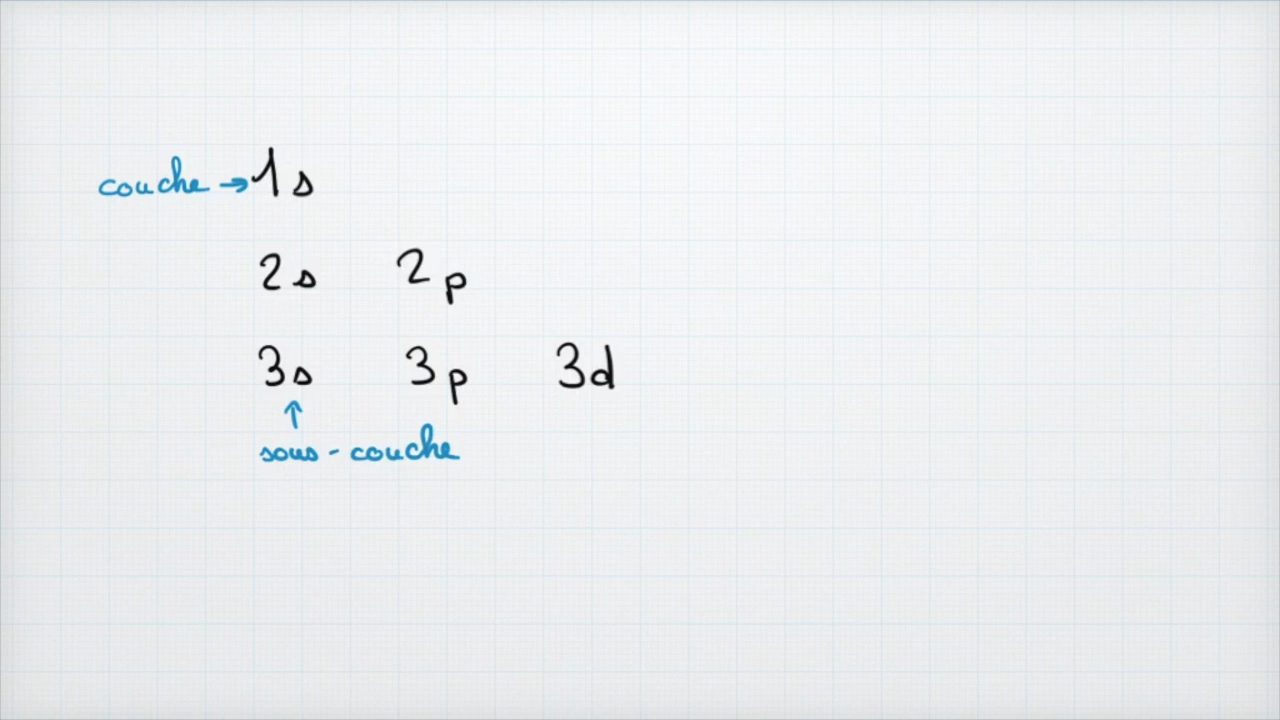 couche → 1s
2s 2p
3s 3p 3d
↑
sous-couche